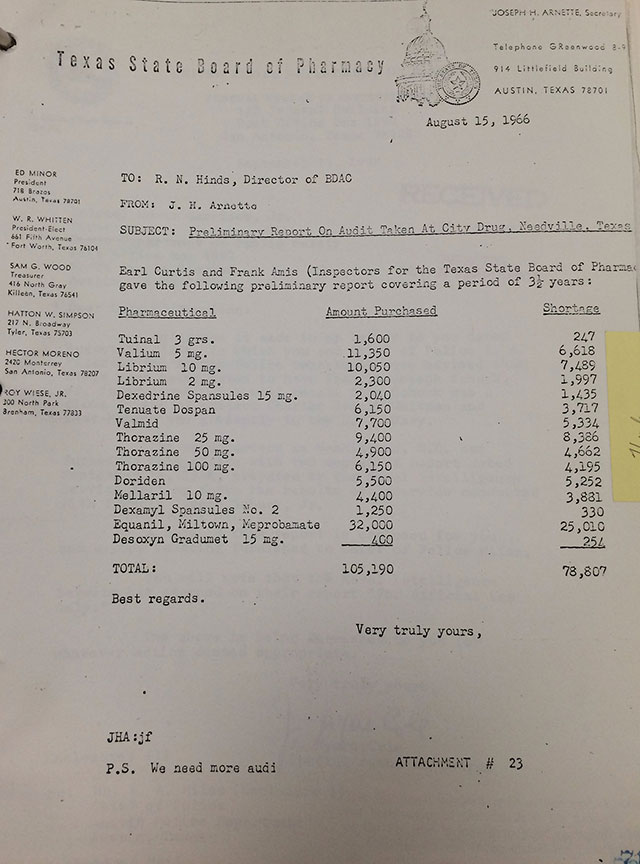 JOSEPH H. ARNETTE, Secretary
Texas State Board of Pharmacy
Telephone GReenwood 8-9
914 Littlefield Building
AUSTIN, TEXAS 78701
August 15, 1966
ED MINOR
President
718 Brazos
Austin, Texas 78701
W. R. WHITTEN
President-Elect
661 Fifth Avenue
Fort Worth, Texas 76104
SAM G. WOOD
Treasurer
416 North Gray
Killeen, Texas 76541
HATTON W. SIMPSON
217 N. Broadway
Tyler, Texas 75703
HECTOR MORENO
2420 Monterrey
San Antonio, Texas 78207
ROY WIESE, JR.
300 North Park
Brenham, Texas 77833
TO: R. N. Hinds, Director of BDAC
FROM: J. H. Arnette
SUBJECT: Preliminary Report On Audit Taken At City Drug, Needville, Texas
Earl Curtis and Frank Amis (Inspectors for the Texas State Board of Pharmac
gave the following preliminary report covering a period of 3½ years:
Pharmaceutical Amount Purchased Shortage
Tuinal 3 grs. 1,600 247
Valium 5 mg. 11,350 6,618
Librium 10 mg. 10,050 7,489
Librium 2 mg. 2,300 1,997
Dexedrine Spansules 15 mg. 2,040 1,435
Tenuate Dospan 6,150 3,717
Valmid 7,700 5,334
Thorazine 25 mg. 9,400 8,386
Thorazine 50 mg. 4,900 4,662
Thorazine 100 mg. 6,150 4,195
Doriden 5,500 5,252
Mellaril 10 mg. 4,400 3,881
Dexamyl Spansules No. 2 1,250 330
Equanil, Miltown, Meprobamate 32,000 25,010
Desoxyn Gradumet 15 mg. 400 254
TOTAL: 105,190 78,807
Best regards.
Very truly yours,
JHA:jf
P.S. We need more audi
ATTACHMENT # 23